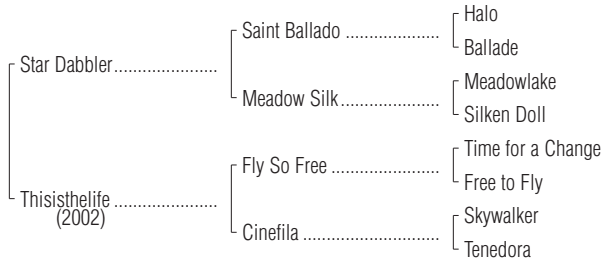 Halo
Saint Ballado ....................
Ballade
Star Dabbler.....................
Meadowlake
Meadow Silk.....................
Silken Doll
Time for a Change
Fly So Free .......................
Free to Fly
Thisisthelife .....................
(2002)
Skywalker
Cinefila .............................
Tenedora